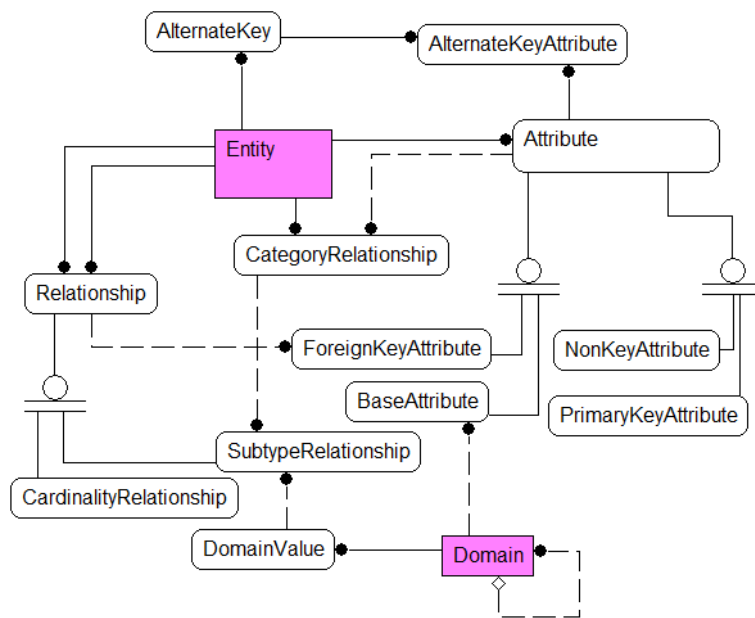 AlternateKey
AlternateKeyAttribute
Entity
Attribute
CategoryRelationship
Relationship
ForeignKeyAttribute
NonKeyAttribute
BaseAttribute
PrimaryKeyAttribute
SubtypeRelationship
CardinalityRelationship
DomainValue
Domain